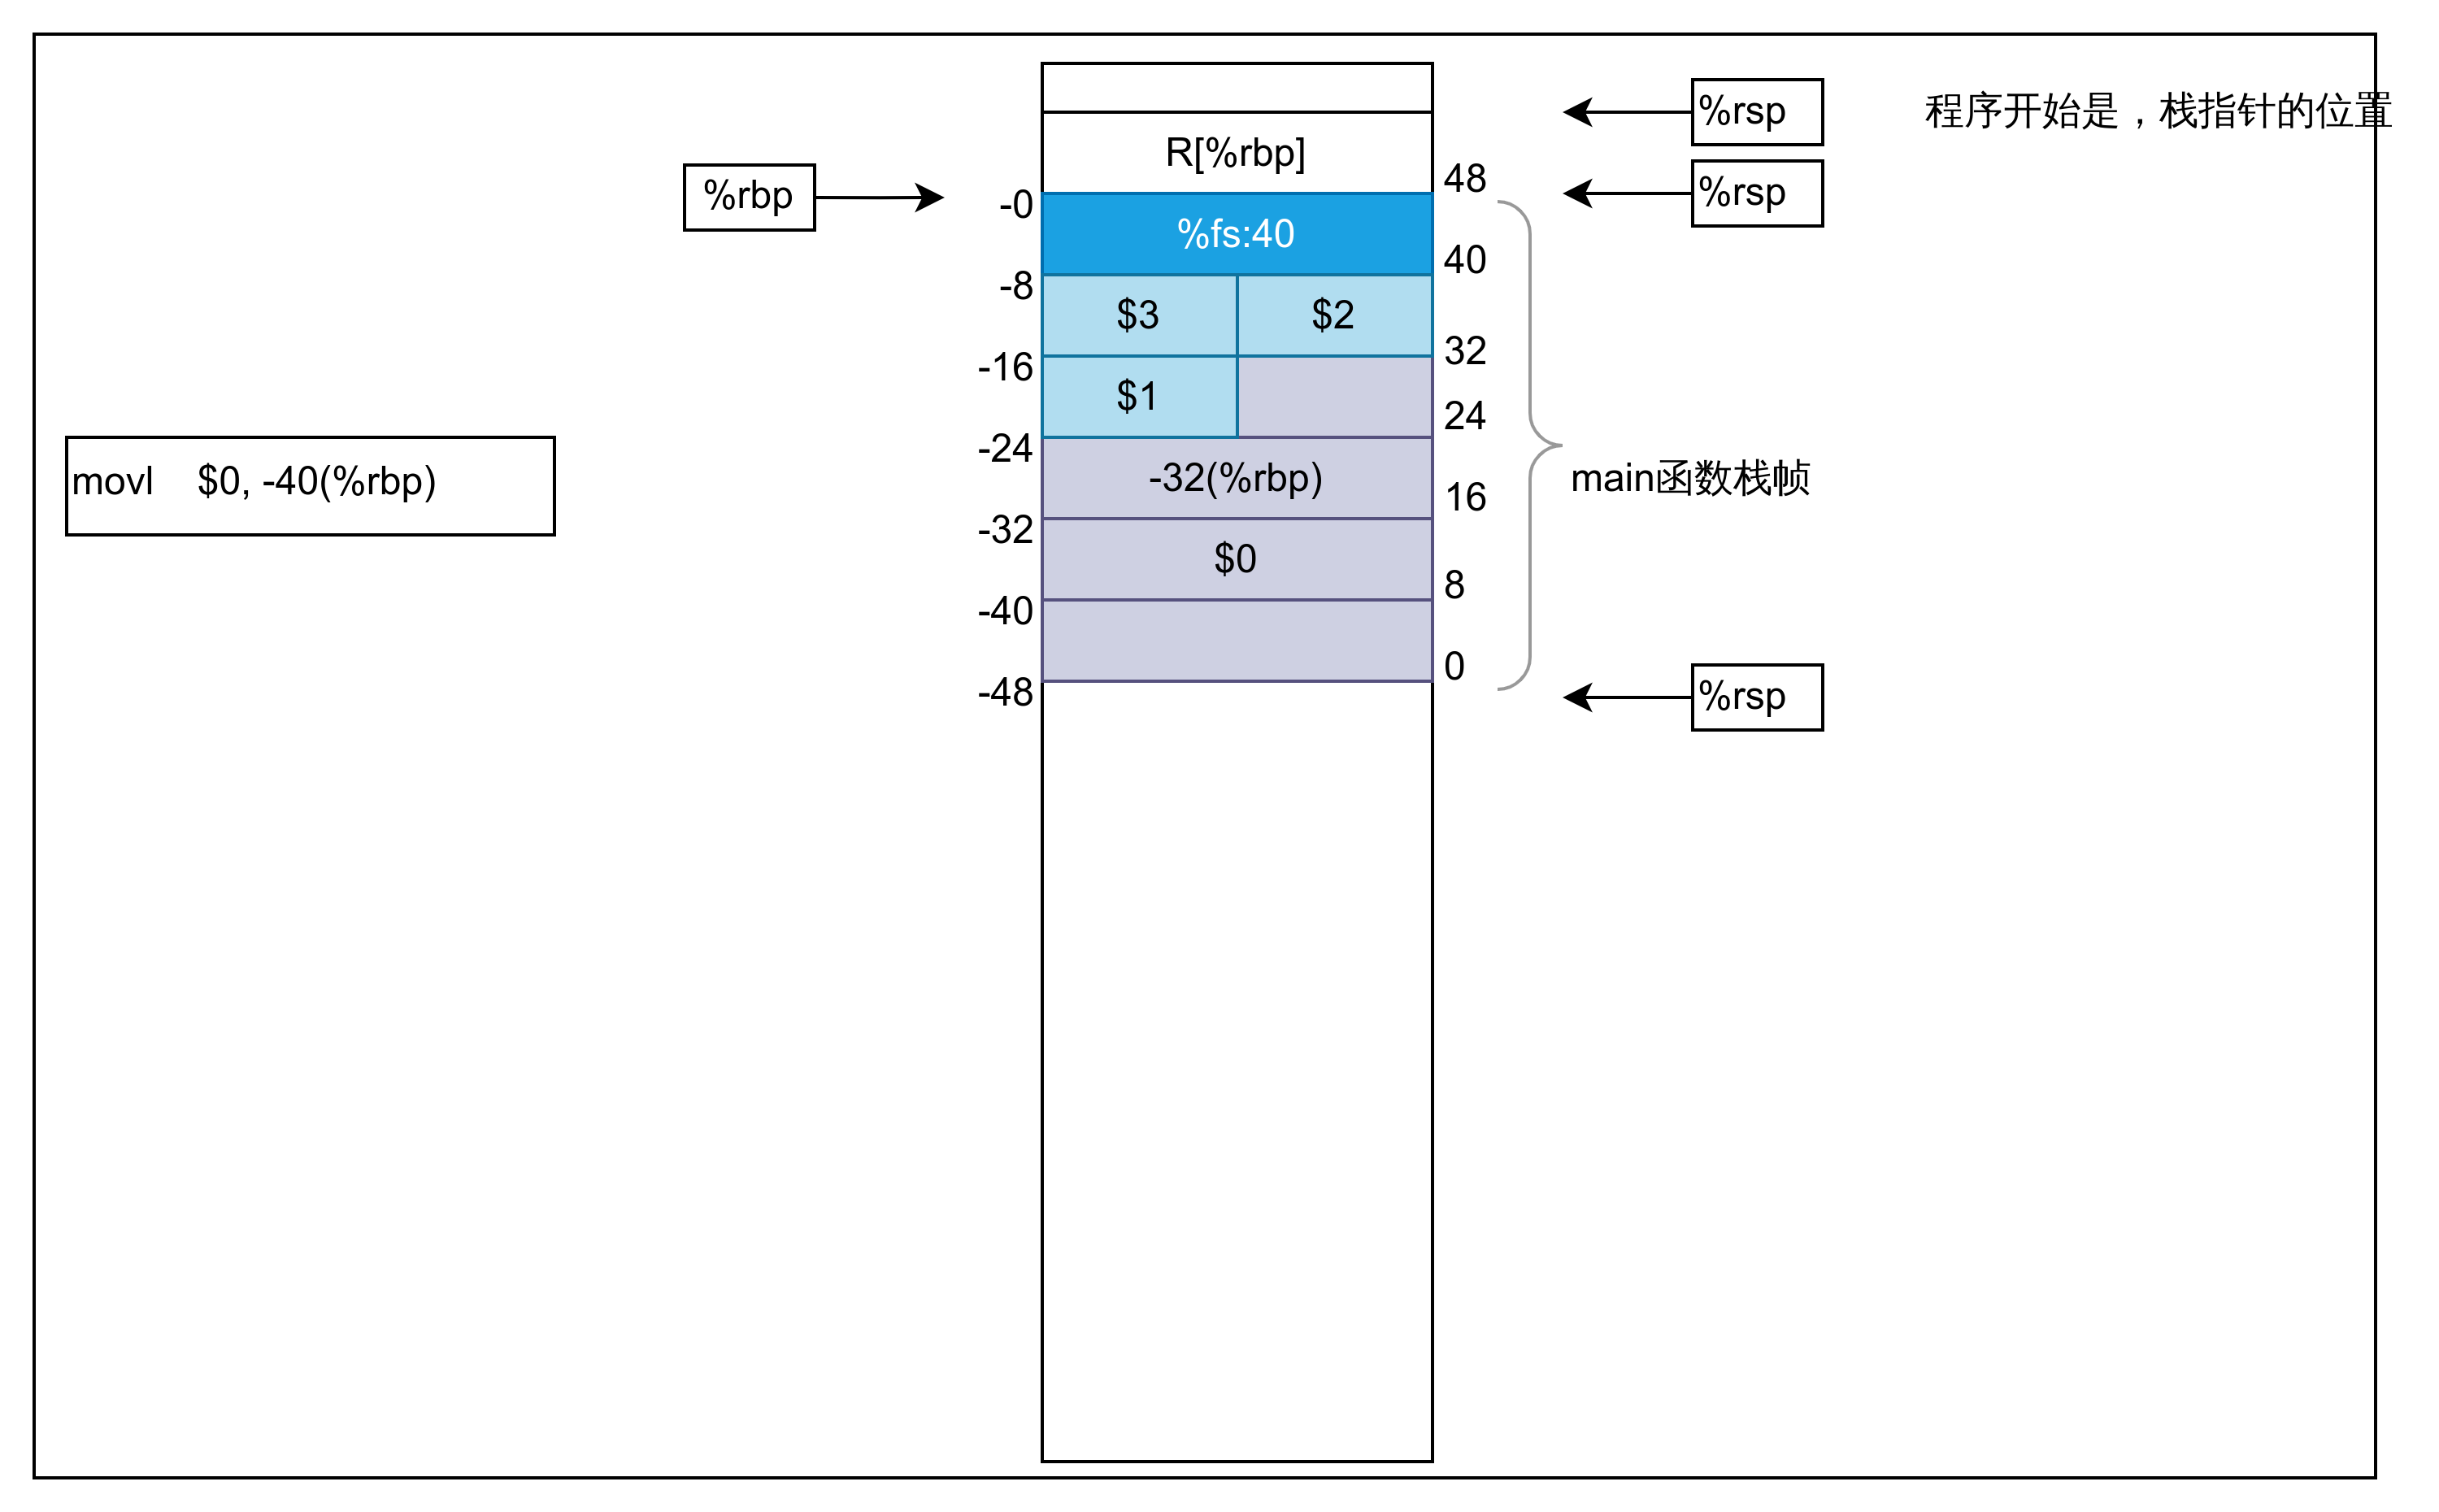 %rsp 程序开始是，栈指针的位置
R[%rbp]
%rbp
%rsp
48
-0
%fs:40
40
-8
$3 $2
32
-16
$1
24
-24
movl $0, -40(%rbp)
-32(%rbp)
16
main函数栈帧
-32
$0
8
-40
0
-48
%rsp